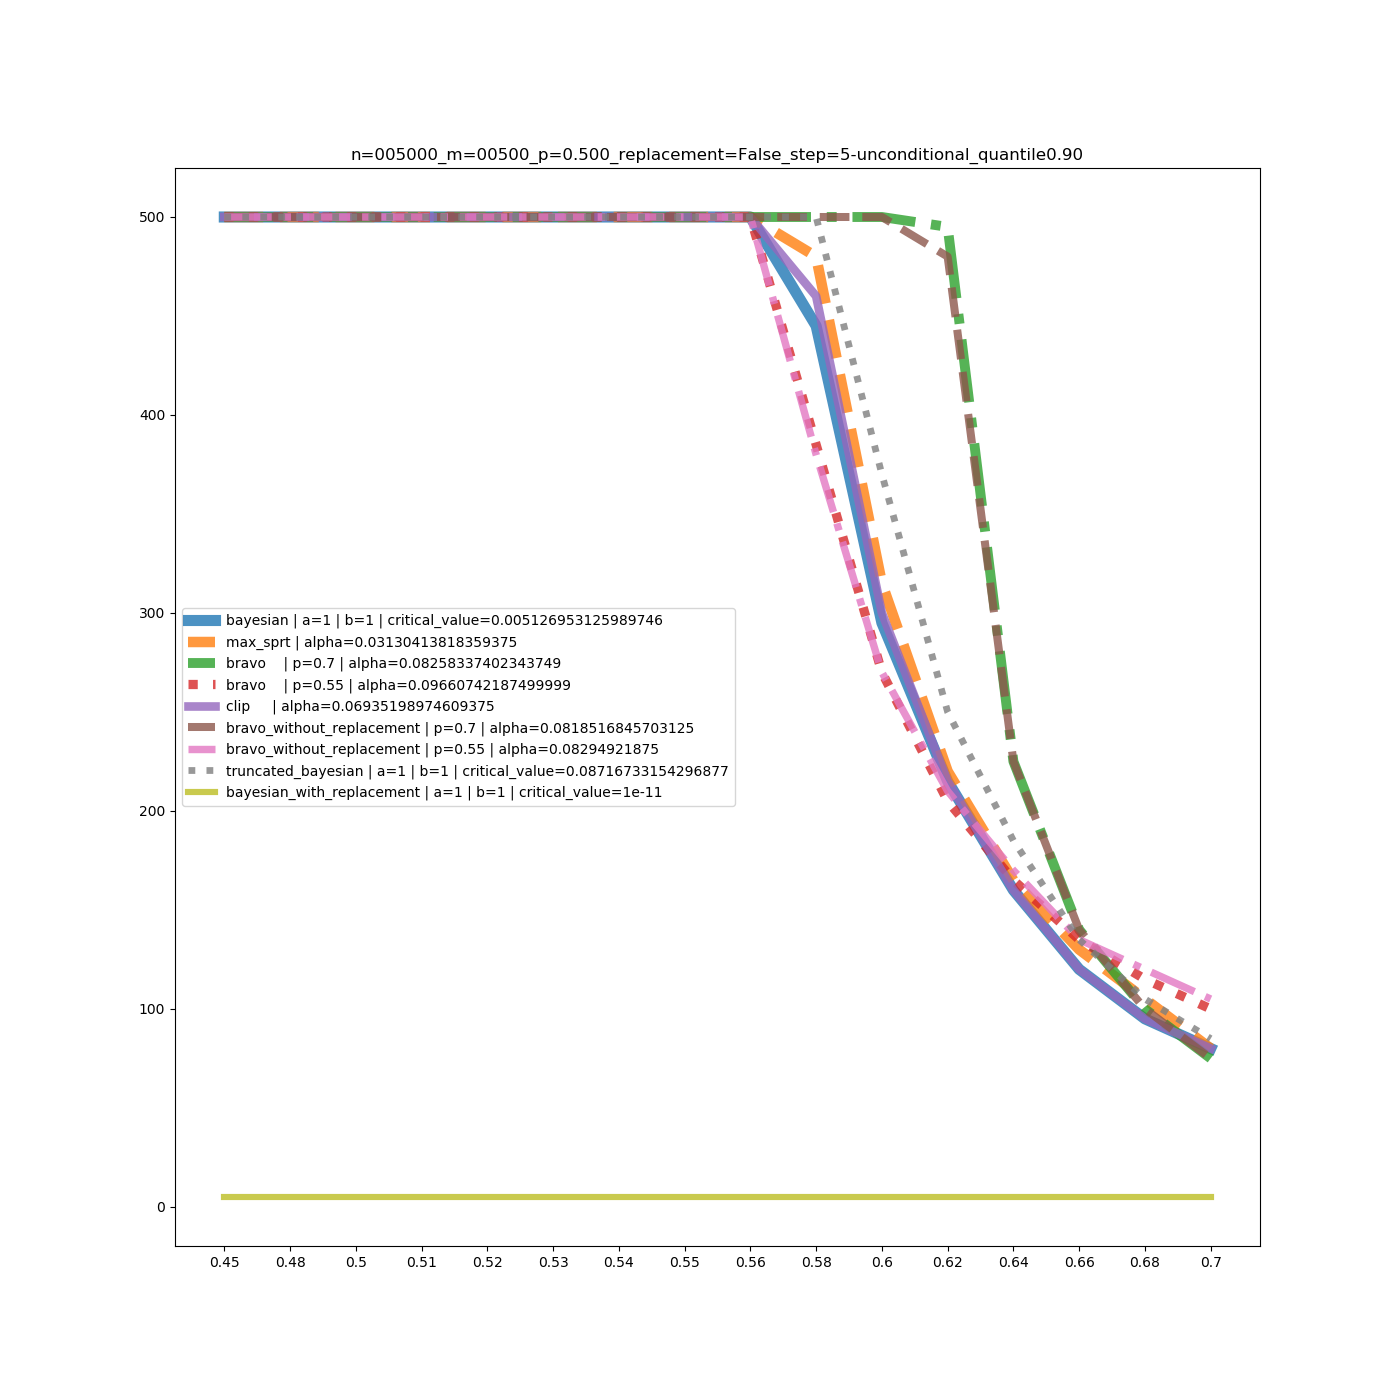 n=005000_m=00500_p=0.500_replacement=False_step=5-unconditional_quantile0.90
500
400
300
200
100
0
bayesian | a=1 | b=1 | critical_value=0.005126953125989746
max_sprt | alpha=0.03130413818359375
bravo    | p=0.7 | alpha=0.08258337402343749
bravo    | p=0.55 | alpha=0.09660742187499999
clip     | alpha=0.06935198974609375
bravo_without_replacement | p=0.7 | alpha=0.0818516845703125
bravo_without_replacement | p=0.55 | alpha=0.08294921875
truncated_bayesian | a=1 | b=1 | critical_value=0.08716733154296877
bayesian_with_replacement | a=1 | b=1 | critical_value=1e-11
0.45 0.48 0.5 0.51 0.52 0.53 0.54 0.55 0.56 0.58 0.6 0.62 0.64 0.66 0.68 0.7